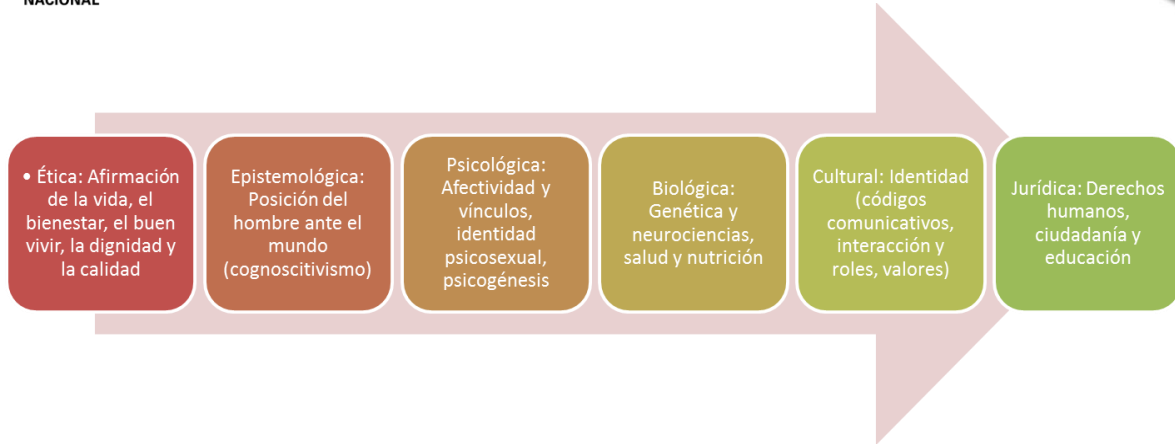 NACIONAL
• Ética: Afirmación
de la vida, el
bienestar, el buen
vivir, la dignidad y
la calidad
Epistemológica:
Posición del
hombre ante el
mundo
(cognoscitivismo)
Psicológica:
Afectividad y
vínculos,
identidad
psicosexual,
psicogénesis
Biológica:
Genética y
neurociencias,
salud y nutrición
Cultural: Identidad
(códigos
comunicativos,
interacción y
roles, valores)
Jurídica: Derechos
humanos,
ciudadanía y
educación